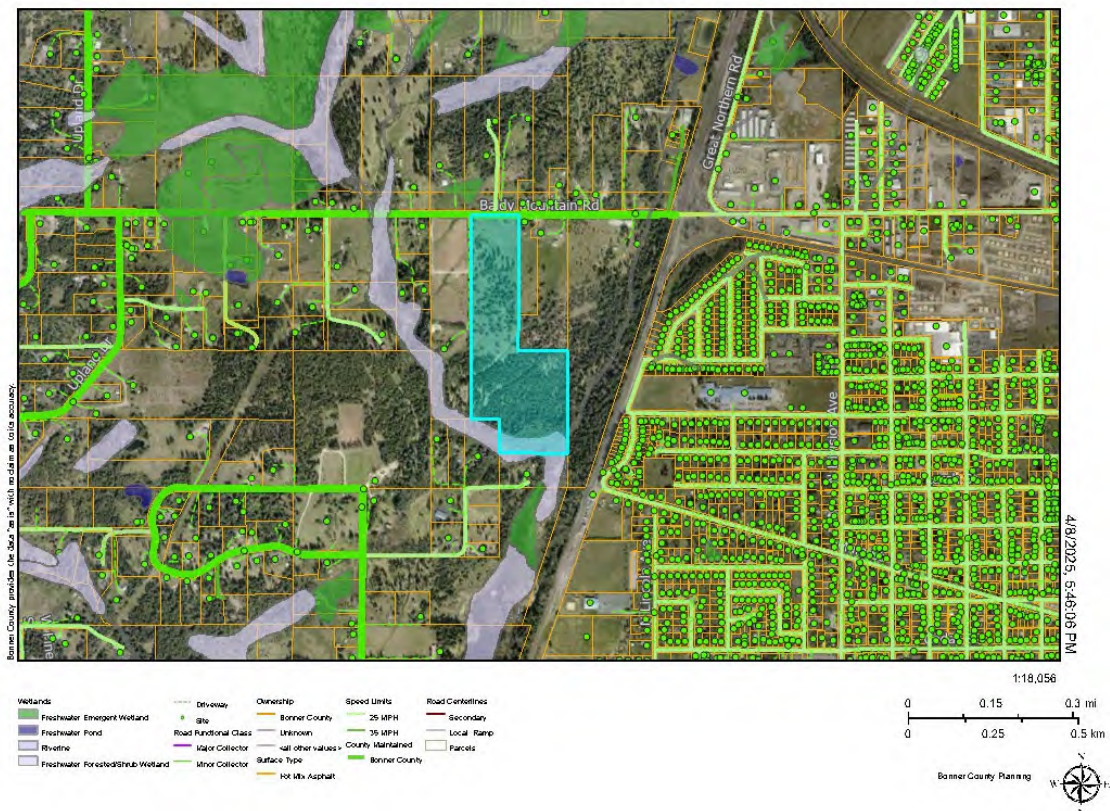 Upland Dr
Great Northern Rd
Baldy Mountain Rd
Upland Dr
Bonner County provides this data "as is" with no claim as to its accuracy.
4/8/2025, 5:46:06 PM
1:18,056
0 0.15 0.3 mi
0 0.25 0.5 km
Wetlands
Freshwater Emergent Wetland
Freshwater Pond
Riverine
Freshwater Forested/Shrub Wetland
Driveway
Site
Road Functional Class
Major Collector
Minor Collector
Ownership
Bonner County
Unknown
<all other values>
Surface Type
Hot Mix Asphalt
Speed Limits
25 MPH
35 MPH
County Maintained
Bonner County
Road Centerlines
Secondary
Local Ramp
Parcels
Bonner County Planning
N
W
E